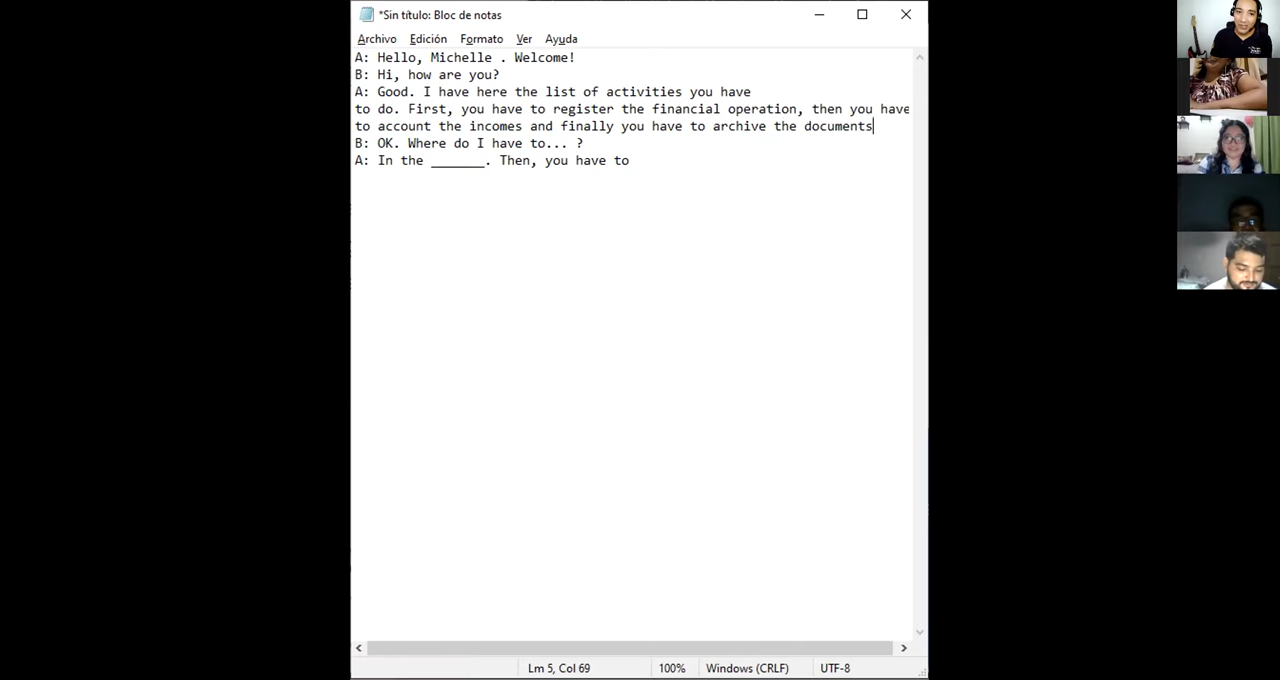 *Sin título: Bloc de notas
Archivo Edición Formato Ver Ayuda
A: Hello, Michelle . Welcome!
B: Hi, how are you?
A: Good. I have here the list of activities you have
to do. First, you have to register the financial operation, then you have
to account the incomes and finally you have to archive the documents
B: OK. Where do I have to... ?
A: In the _______. Then, you have to
Lm 5, Col 69 100% Windows (CRLF) UTF-8